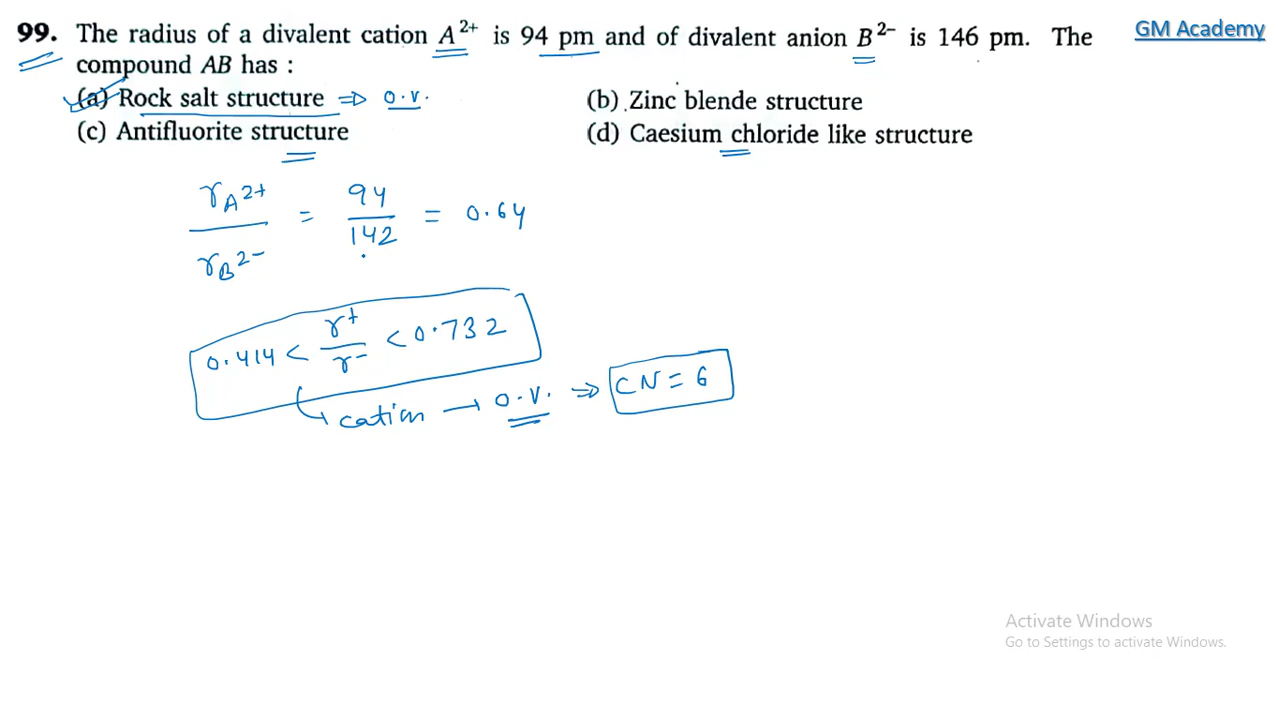 99. The radius of a divalent cation A²⁺ is 94 pm and of divalent anion B²⁻ is 146 pm. The
GM Academy
compound AB has :
(a) Rock salt structure ⇒ O.V.
(b) Zinc blende structure
(c) Antifluorite structure
(d) Caesium chloride like structure
r_A²⁺ / r_B²⁻ = 94 / 142 = 0.64
0.414 < r⁺ / r⁻ < 0.732
↳ cation → O.V. ⇒ CN = 6
Activate Windows
Go to Settings to activate Windows.